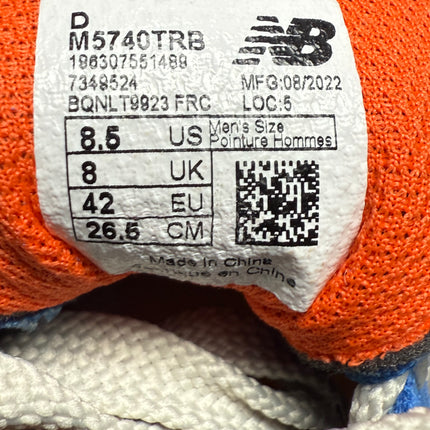 D
M5740TRB
196307551489
7349524 MFG:08/2022
BQNLT9923 FRC LOC:5
8.5 US Men's Size
Pointure Hommes
8 UK
42 EU
26.5 CM
Made in China
en Chine
NB